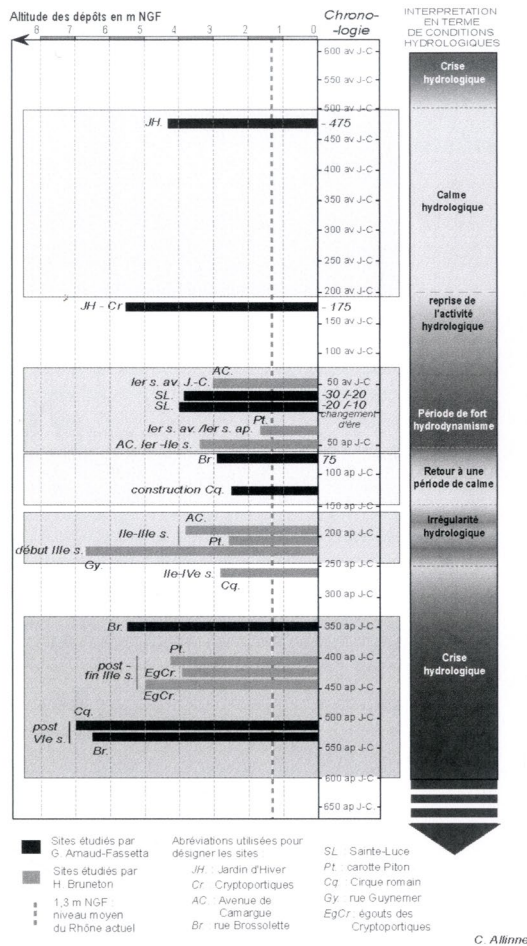 Altitude des dépôts en m NGF
Chrono-
-logie
INTERPRETATION
EN TERME
DE CONDITIONS
HYDROLOGIQUES
8 7 6 5 4 3 2 1 0
600 av J-C
550 av J-C
500 av J-C
450 av J-C
400 av J-C
350 av J-C
300 av J-C
250 av J-C
200 av J-C
150 av J-C
100 av J-C
50 av J-C
changement
d'ère
50 ap J-C
100 ap J-C
150 ap J-C
200 ap J-C
250 ap J-C
300 ap J-C
350 ap J-C
400 ap J-C
450 ap J-C
500 ap J-C
550 ap J-C
600 ap J-C
650 ap J-C
JH.
- 475
JH - Cr
- 175
AC.
Ier s. av. J.-C.
SL.
-30 /-20
SL.
-20 /-10
Pt.
Ier s. av. /Ier s. ap.
AC. Ier -IIe s.
Br
75
construction Cq.
AC.
IIe-IIIe s.
Pt.
début IIIe s.
Gy
IIe-IVe s.
Cq.
Br.
Pt.
post -
fin IIIe s.
EgCr.
EgCr.
Cq.
post
VIe s.
Br.
Crise
hydrologique
Calme
hydrologique
reprise de
l'activité
hydrologique
Période de fort
hydrodynamisme
Retour à une
période de calme
Irrégularité
hydrologique
Crise
hydrologique
Sites étudiés par
G. Arnaud-Fassetta
Sites étudiés par
H. Bruneton
1,3 m NGF :
niveau moyen
du Rhône actuel
Abréviations utilisées pour
désigner les sites
JH. : Jardin d'Hiver
Cr : Cryptoportiques
AC. : Avenue de
Camargue
Br : rue Brossolette
SL : Sainte-Luce
Pt. : carotte Piton
Cq : Cirque romain
Gy : rue Guynemer
EgCr : égouts des
Cryptoportiques
C. Allinne